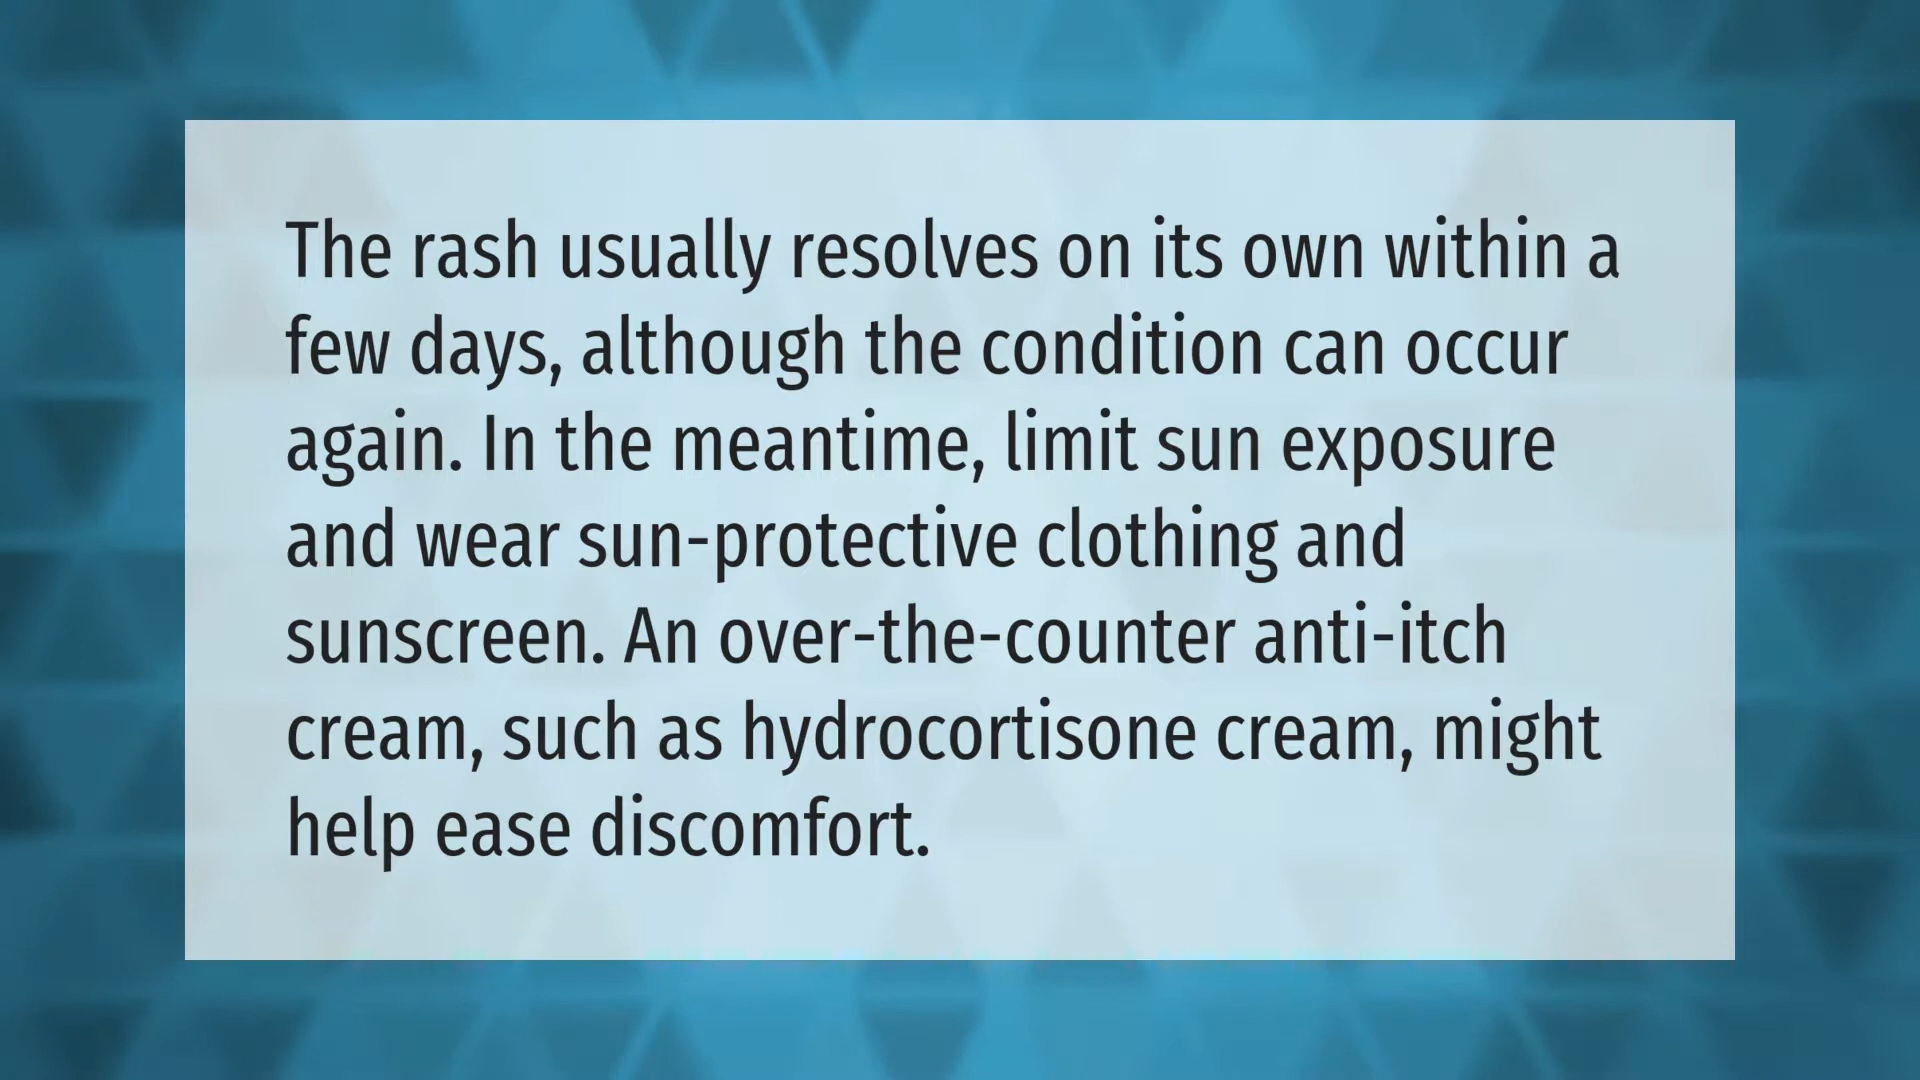 The rash usually resolves on its own within a
few days, although the condition can occur
again. In the meantime, limit sun exposure
and wear sun-protective clothing and
sunscreen. An over-the-counter anti-itch
cream, such as hydrocortisone cream, might
help ease discomfort.